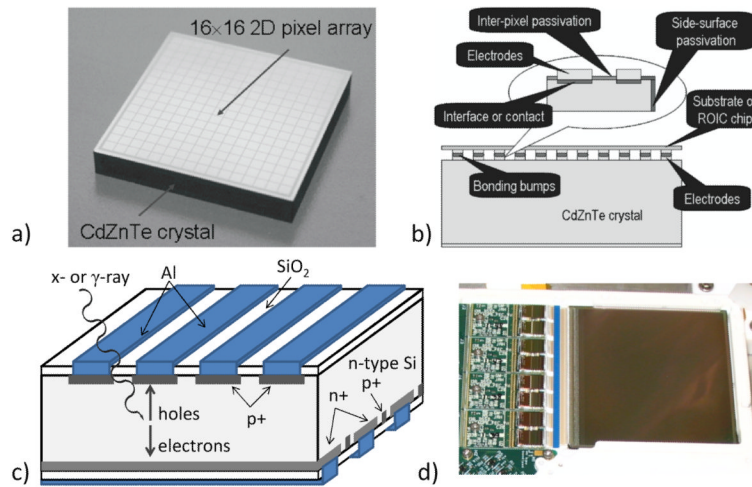 16×16 2D pixel array
CdZnTe crystal
a)
Inter-pixel passivation
Side-surface
passivation
Electrodes
Interface or contact
Substrate o
ROIC chip
Bonding bumps
Electrodes
CdZnTe crystal
b)
x- or γ-ray
Al
SiO₂
n-type Si
p+
n+
holes
p+
electrons
c)
d)